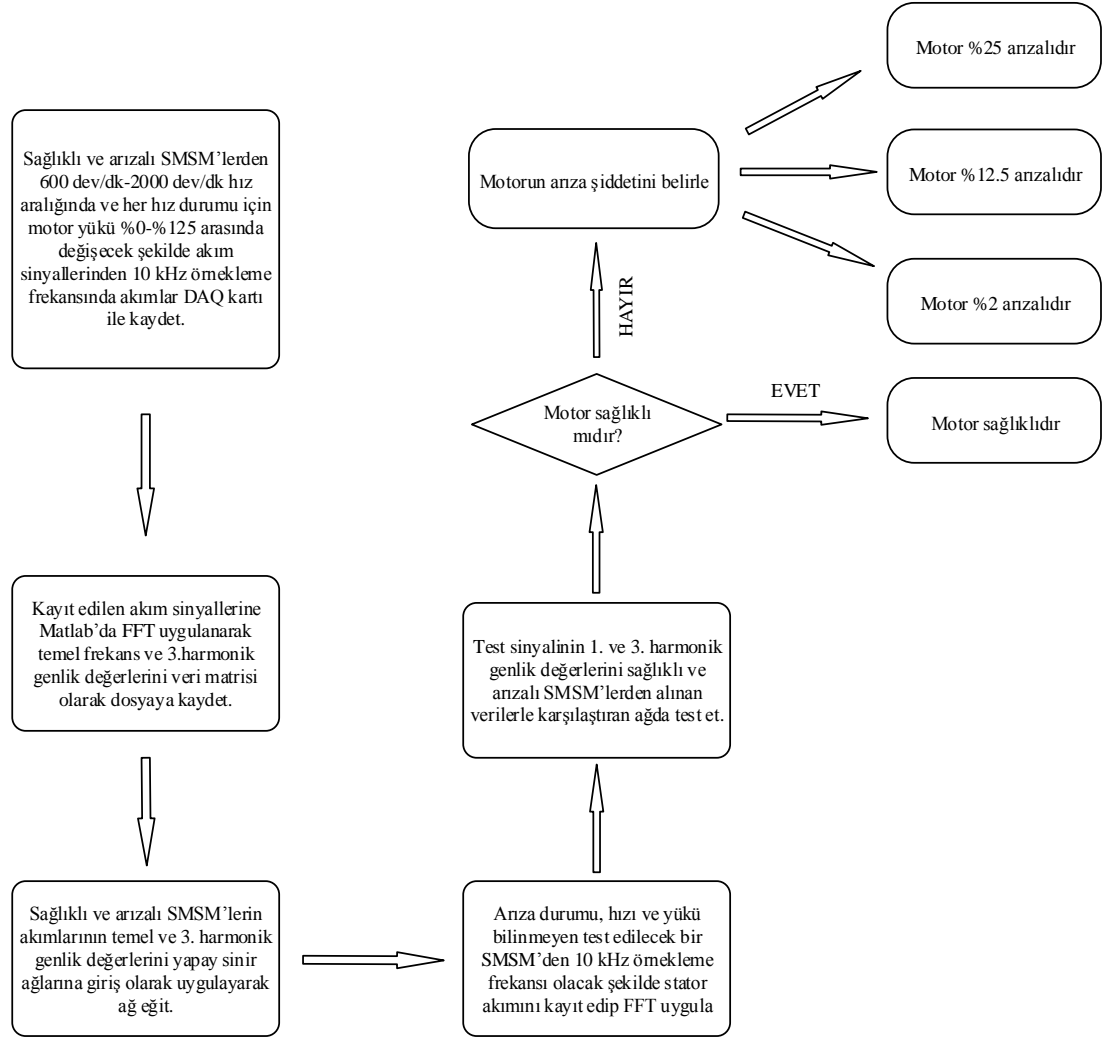 Sağlıklı ve arızalı SMSM’lerden
600 dev/dk-2000 dev/dk hız
aralığında ve her hız durumu için
motor yükü %0-%125 arasında
değişecek şekilde akım
sinyallerinden 10 kHz örnekleme
frekansında akımlar DAQ kartı
ile kaydet.
Kayıt edilen akım sinyallerine
Matlab’da FFT uygulanarak
temel frekans ve 3.harmonik
genlik değerlerini veri matrisi
olarak dosyaya kaydet.
Sağlıklı ve arızalı SMSM’lerin
akımlarının temel ve 3. harmonik
genlik değerlerini yapay sinir
ağlarına giriş olarak uygulayarak
ağ eğit.
Arıza durumu, hızı ve yükü
bilinmeyen test edilecek bir
SMSM’den 10 kHz örnekleme
frekansı olacak şekilde stator
akımını kayıt edip FFT uygula
Test sinyalinin 1. ve 3. harmonik
genlik değerlerini sağlıklı ve
arızalı SMSM’lerden alınan
verilerle karşılaştıran ağda test et.
Motor sağlıklı
mıdır?
EVET
Motor sağlıklıdır
HAYIR
Motorun arıza şiddetini belirle
Motor %25 arızalıdır
Motor %12.5 arızalıdır
Motor %2 arızalıdır